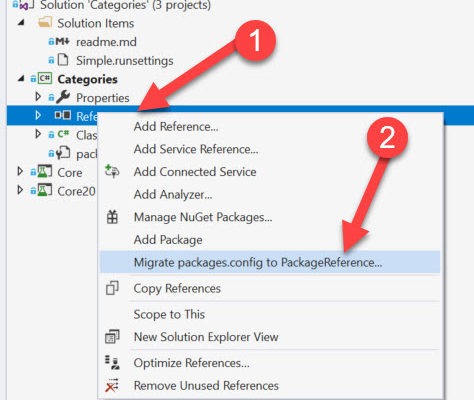 Solution 'Categories' (3 projects)
Solution Items
readme.md
Simple.runsettings
Categories
Properties
Refe
Clas
pac
Core
Core20
1
2
Add Reference...
Add Service Reference...
Add Connected Service
Add Analyzer...
Manage NuGet Packages...
Add Package
Migrate packages.config to PackageReference...
Copy References
Scope to This
New Solution Explorer View
Optimize References...
Remove Unused References